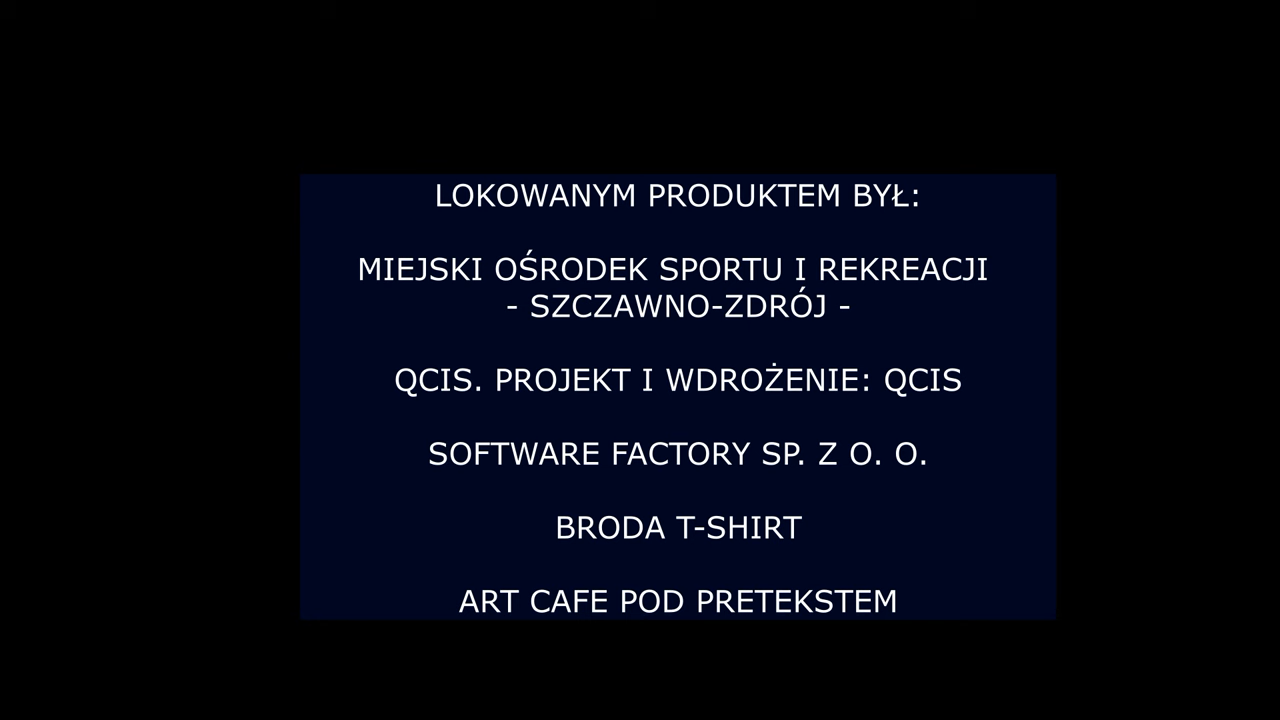 LOKOWANYM PRODUKTEM BYŁ:
MIEJSKI OŚRODEK SPORTU I REKREACJI
- SZCZAWNO-ZDRÓJ -
QCIS. PROJEKT I WDROŻENIE: QCIS
SOFTWARE FACTORY SP. Z O. O.
BRODA T-SHIRT
ART CAFE POD PRETEKSTEM